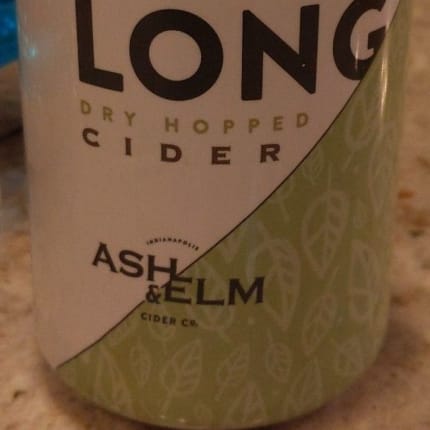 LONG
DRY HOPPED
CIDER
INDIANAPOLIS
ASH
&ELM
CIDER CO.